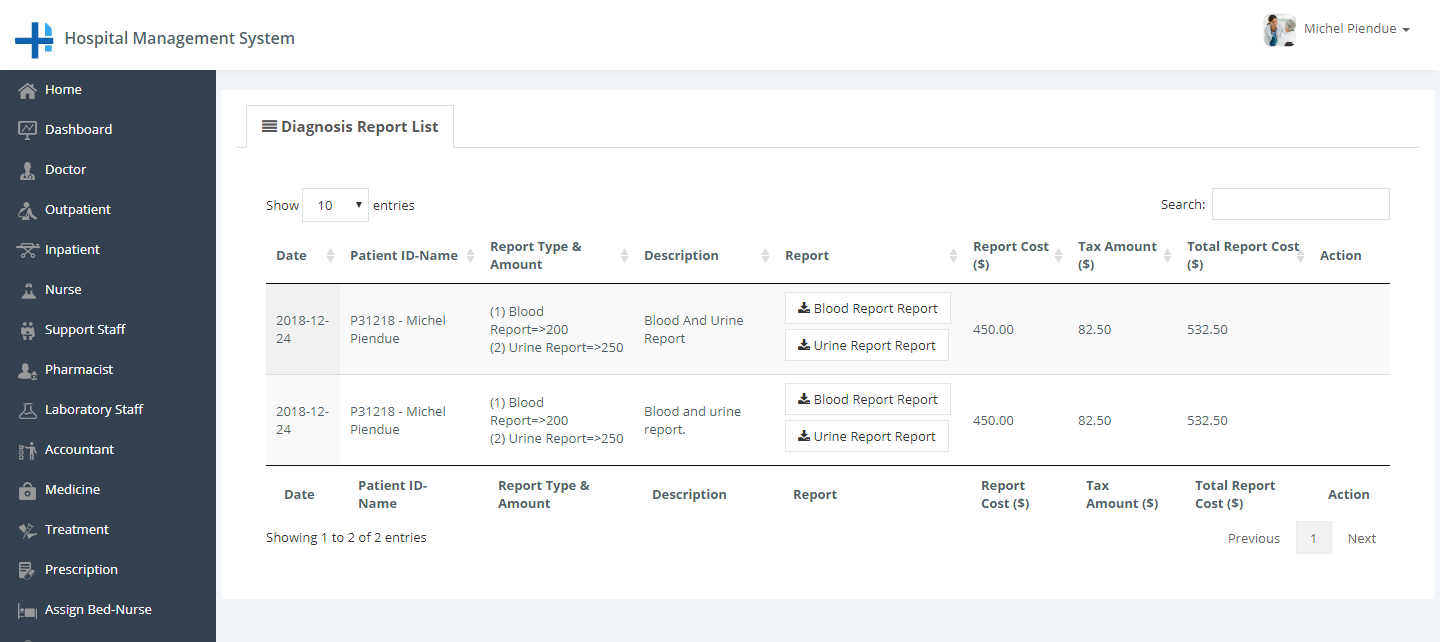 Hospital Management System
Michel Piendue
Home
Dashboard
Doctor
Outpatient
Inpatient
Nurse
Support Staff
Pharmacist
Laboratory Staff
Accountant
Medicine
Treatment
Prescription
Assign Bed-Nurse
Diagnosis Report List
Show 10 entries
Search:
Date
Patient ID-Name
Report Type &
Amount
Description
Report
Report Cost
($)
Tax Amount
($)
Total Report Cost
($)
Action
2018-12-
24
P31218 - Michel
Piendue
(1) Blood
Report=>200
(2) Urine Report=>250
Blood And Urine
Report
Blood Report Report
Urine Report Report
450.00
82.50
532.50
2018-12-
24
P31218 - Michel
Piendue
(1) Blood
Report=>200
(2) Urine Report=>250
Blood and urine
report.
Blood Report Report
Urine Report Report
450.00
82.50
532.50
Date
Patient ID-
Name
Report Type &
Amount
Description
Report
Report
Cost ($)
Tax
Amount ($)
Total Report
Cost ($)
Action
Showing 1 to 2 of 2 entries
Previous
1
Next